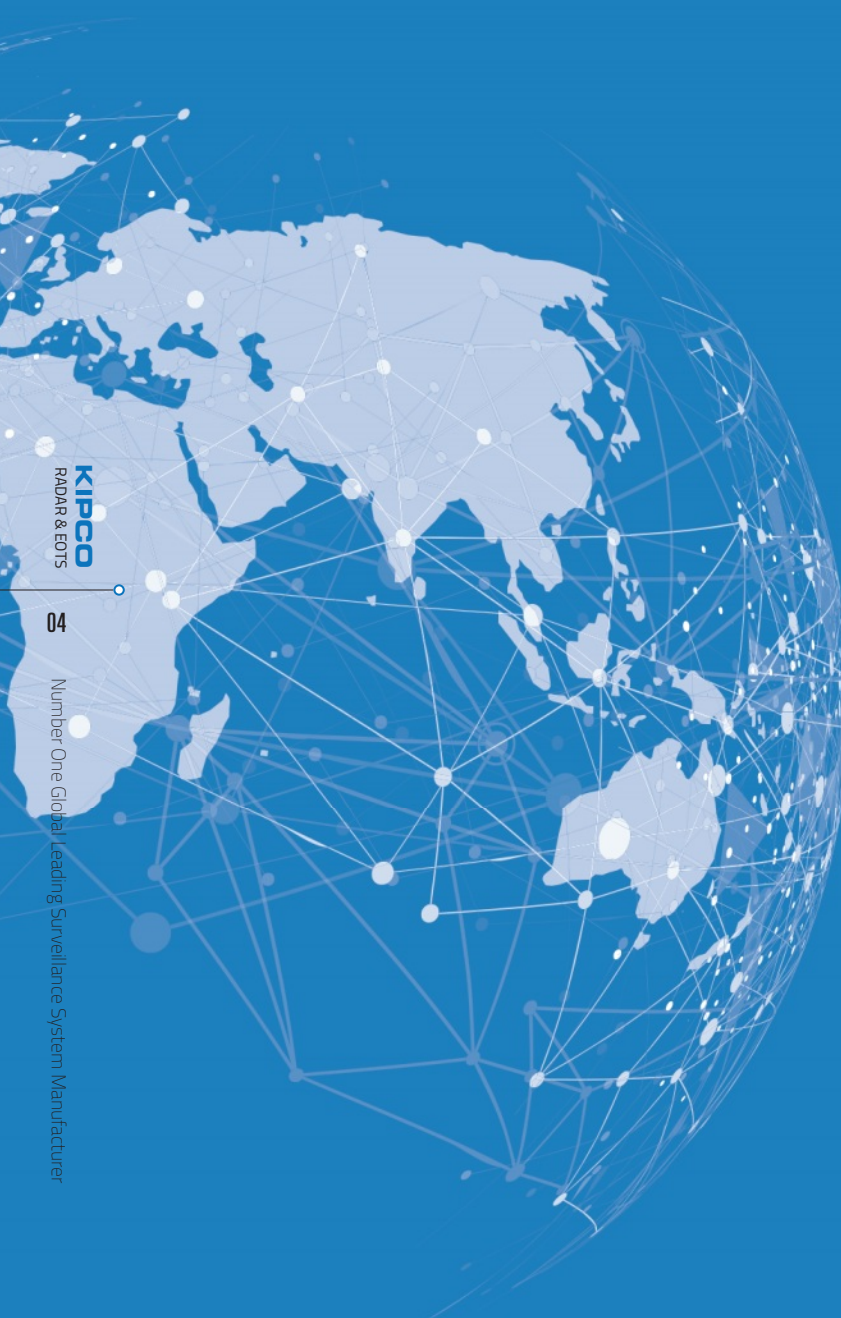 KIPCO
RADAR & EOTS
04
Number One Global Leading Surveillance System Manufacturer